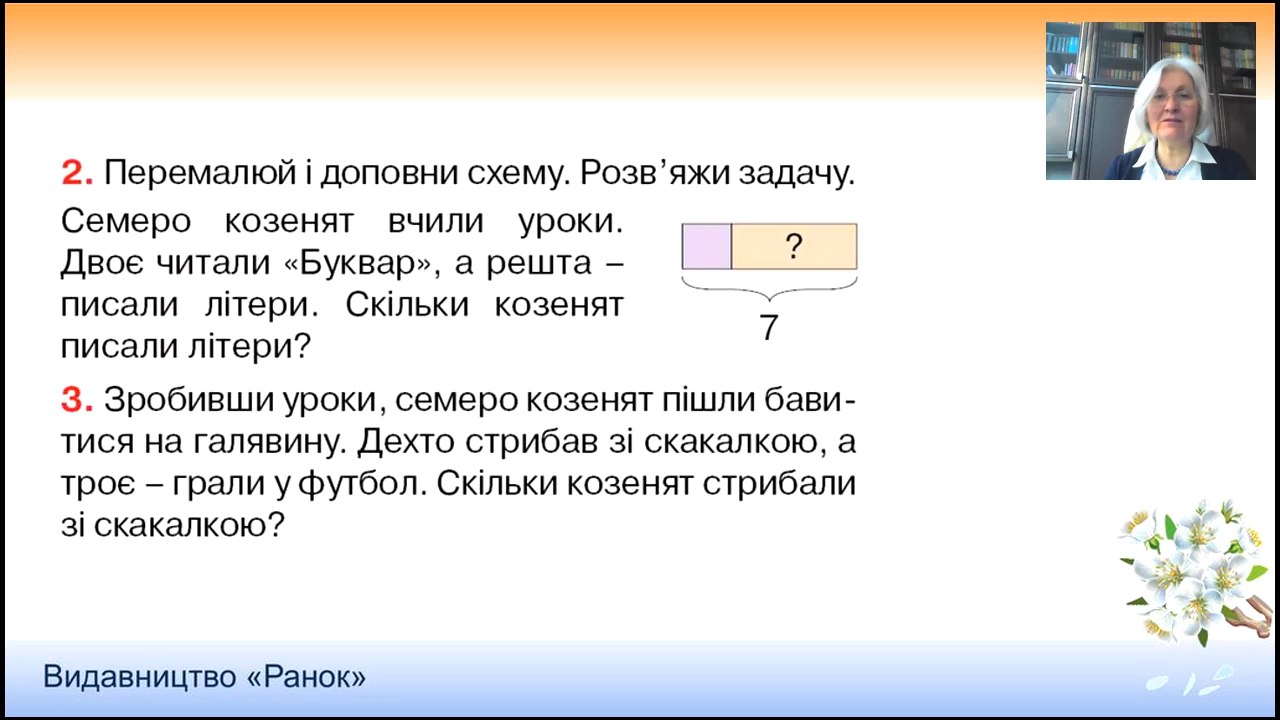 2. Перемалюй і доповни схему. Розв’яжи задачу.
Семеро козенят вчили уроки.
Двоє читали «Буквар», а решта –
писали літери. Скільки козенят
писали літери?
?
7
3. Зробивши уроки, семеро козенят пішли бави-
тися на галявину. Дехто стрибав зі скакалкою, а
троє – грали у футбол. Скільки козенят стрибали
зі скакалкою?
Видавництво «Ранок»